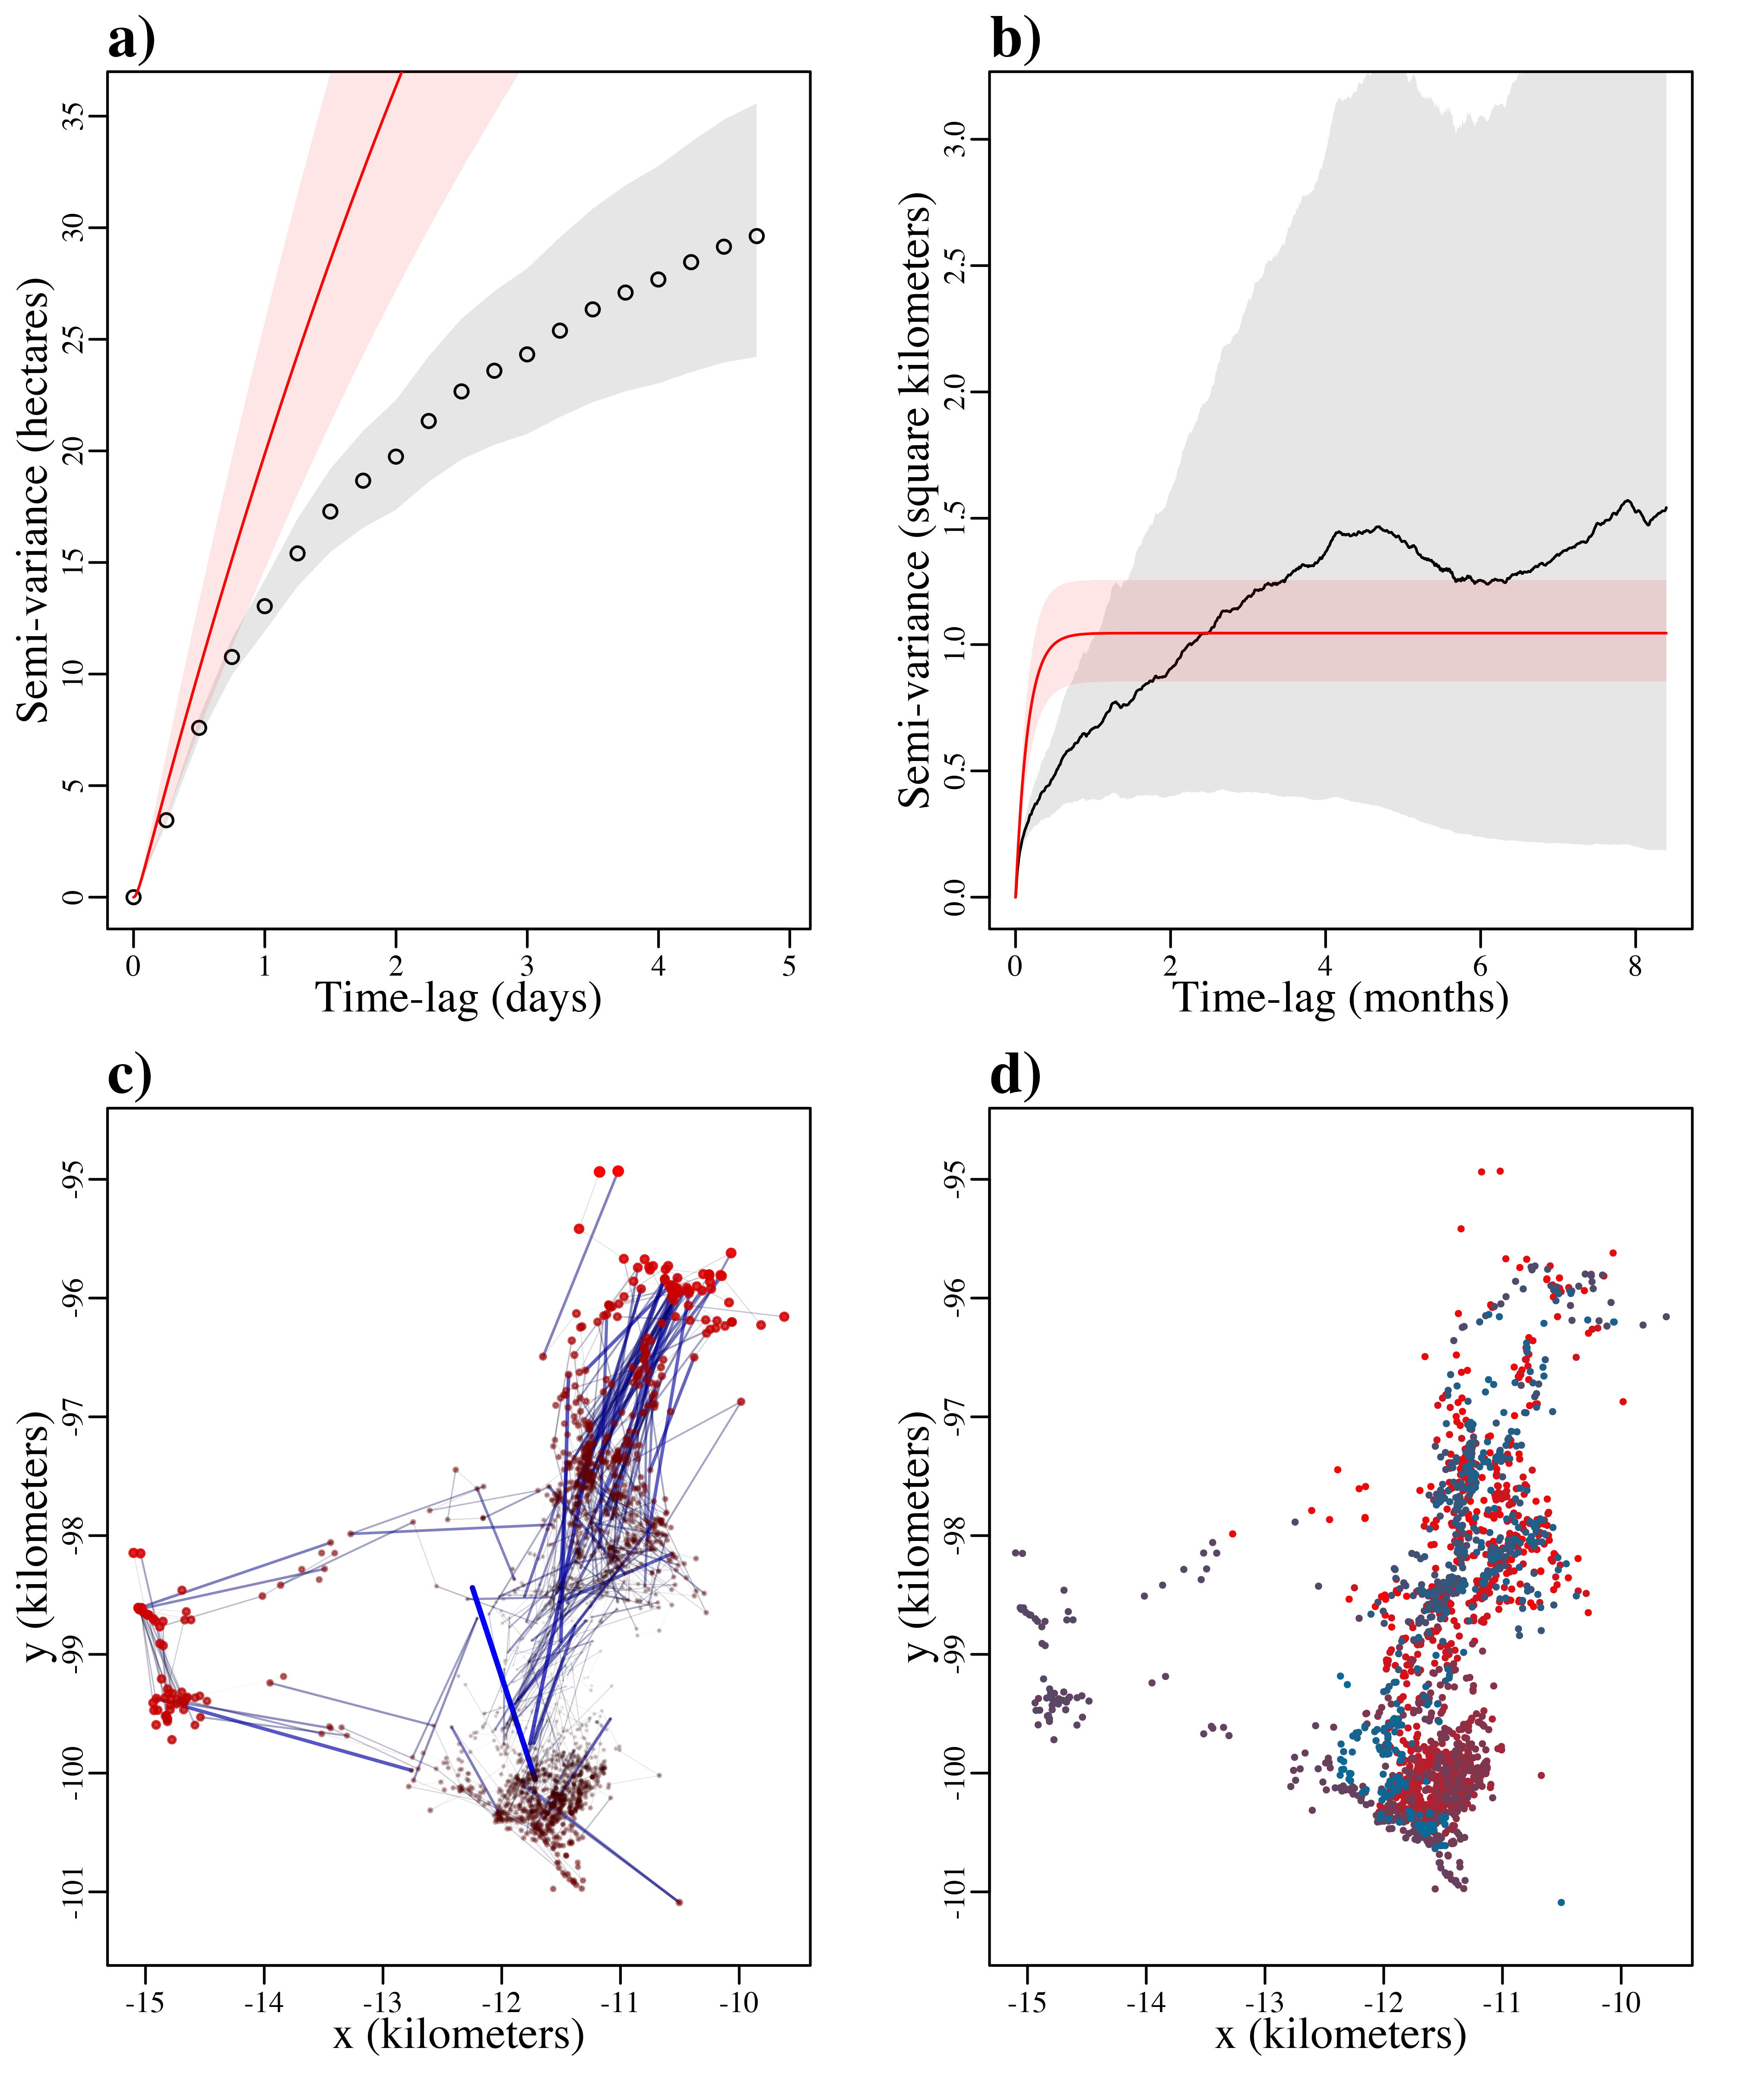 a)
Semi-variance (hectares)
0 5 10 15 20 25 30 35
0 1 2 3 4 5
Time-lag (days)
b)
Semi-variance (square kilometers)
0.0 0.5 1.0 1.5 2.0 2.5 3.0
0 2 4 6 8
Time-lag (months)
c)
y (kilometers)
-101 -100 -99 -98 -97 -96 -95
-15 -14 -13 -12 -11 -10
x (kilometers)
d)
y (kilometers)
-101 -100 -99 -98 -97 -96 -95
-15 -14 -13 -12 -11 -10
x (kilometers)